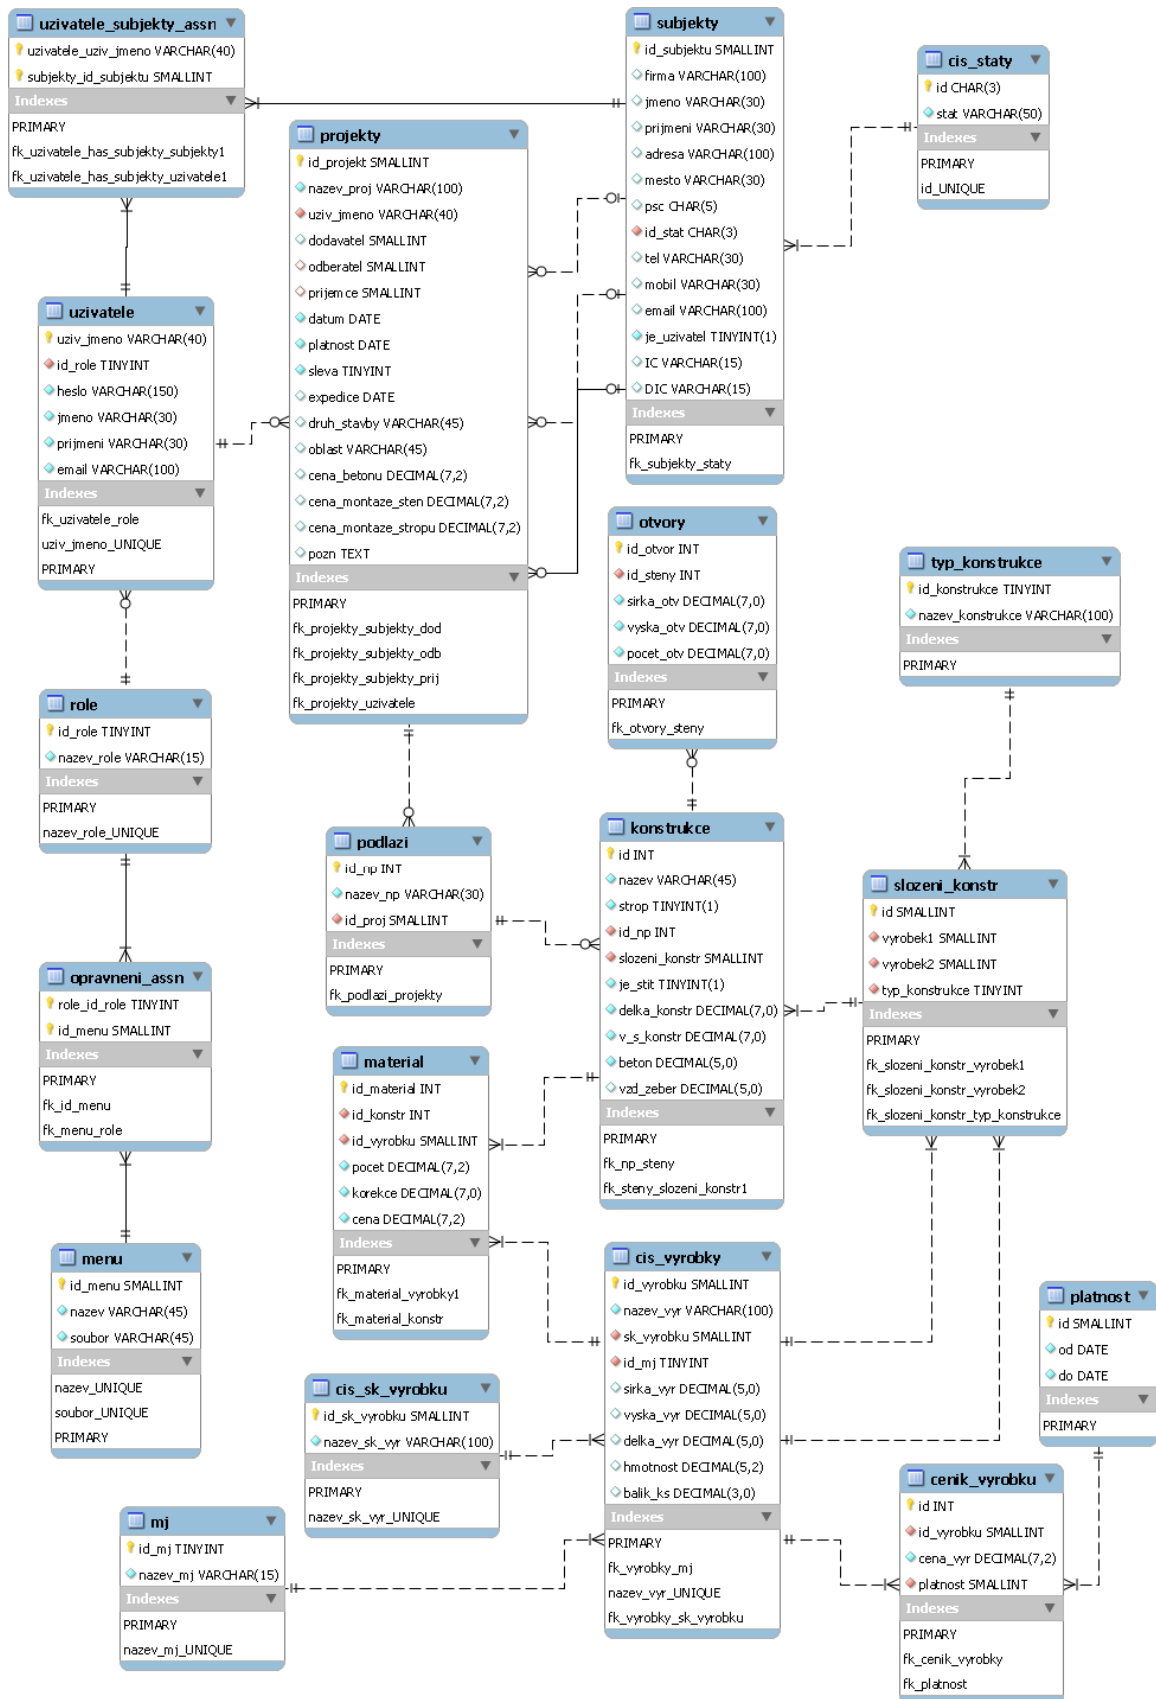 uzivatele_subjekty_assn
uzivatele_uziv_jmeno VARCHAR(40)
subjekty_id_subjektu SMALLINT
Indexes
PRIMARY
fk_uzivatele_has_subjekty_subjekty1
fk_uzivatele_has_subjekty_uzivatele1
subjekty
id_subjektu SMALLINT
firma VARCHAR(100)
jmeno VARCHAR(30)
prijmeni VARCHAR(30)
adresa VARCHAR(100)
mesto VARCHAR(30)
psc CHAR(5)
id_stat CHAR(3)
tel VARCHAR(30)
mobil VARCHAR(30)
email VARCHAR(100)
je_uzivatel TINYINT(1)
IC VARCHAR(15)
DIC VARCHAR(15)
Indexes
PRIMARY
fk_subjekty_staty
cis_staty
id CHAR(3)
stat VARCHAR(50)
Indexes
PRIMARY
id_UNIQUE
projekty
id_projekt SMALLINT
nazev_proj VARCHAR(100)
uziv_jmeno VARCHAR(40)
dodavatel SMALLINT
odberatel SMALLINT
prijemce SMALLINT
datum DATE
platnost DATE
sleva TINYINT
expedice DATE
druh_stavby VARCHAR(45)
oblast VARCHAR(45)
cena_betonu DECIMAL(7,2)
cena_montaze_sten DECIMAL(7,2)
cena_montaze_stropu DECIMAL(7,2)
pozn TEXT
Indexes
PRIMARY
fk_projekty_subjekty_dod
fk_projekty_subjekty_odb
fk_projekty_subjekty_prij
fk_projekty_uzivatele
uzivatele
uziv_jmeno VARCHAR(40)
id_role TINYINT
heslo VARCHAR(150)
jmeno VARCHAR(30)
prijmeni VARCHAR(30)
email VARCHAR(100)
Indexes
fk_uzivatele_role
uziv_jmeno_UNIQUE
PRIMARY
otvory
id_otvor INT
id_steny INT
sirka_otv DECIMAL(7,0)
vyska_otv DECIMAL(7,0)
pocet_otv DECIMAL(7,0)
Indexes
PRIMARY
fk_otvory_steny
typ_konstrukce
id_konstrukce TINYINT
nazev_konstrukce VARCHAR(100)
Indexes
PRIMARY
role
id_role TINYINT
nazev_role VARCHAR(15)
Indexes
PRIMARY
nazev_role_UNIQUE
podlazi
id_np INT
nazev_np VARCHAR(30)
id_proj SMALLINT
Indexes
PRIMARY
fk_podlazi_projekty
konstrukce
id INT
nazev VARCHAR(45)
strop TINYINT(1)
id_np INT
slozeni_konstr SMALLINT
je_stit TINYINT(1)
delka_konstr DECIMAL(7,0)
v_s_konstr DECIMAL(7,0)
beton DECIMAL(5,0)
vzd_zeber DECIMAL(5,0)
Indexes
PRIMARY
fk_np_steny
fk_steny_slozeni_konstr1
slozeni_konstr
id SMALLINT
vyrobek1 SMALLINT
vyrobek2 SMALLINT
typ_konstrukce TINYINT
Indexes
PRIMARY
fk_slozeni_konstr_vyrobek1
fk_slozeni_konstr_vyrobek2
fk_slozeni_konstr_typ_konstrukce
opravneni_assn
role_id_role TINYINT
id_menu SMALLINT
Indexes
PRIMARY
fk_id_menu
fk_menu_role
material
id_material INT
id_konstr INT
id_vyrobku SMALLINT
pocet DECIMAL(7,2)
korekce DECIMAL(7,0)
cena DECIMAL(7,2)
Indexes
PRIMARY
fk_material_vyrobky1
fk_material_konstr
menu
id_menu SMALLINT
nazev VARCHAR(45)
soubor VARCHAR(45)
Indexes
nazev_UNIQUE
soubor_UNIQUE
PRIMARY
cis_vyrobky
id_vyrobku SMALLINT
nazev_vyr VARCHAR(100)
sk_vyrobku SMALLINT
id_mj TINYINT
sirka_vyr DECIMAL(5,0)
vyska_vyr DECIMAL(5,0)
delka_vyr DECIMAL(5,0)
hmotnost DECIMAL(5,2)
balik_ks DECIMAL(3,0)
Indexes
PRIMARY
fk_vyrobky_mj
nazev_vyr_UNIQUE
fk_vyrobky_sk_vyrobku
platnost
id SMALLINT
od DATE
do DATE
Indexes
PRIMARY
cis_sk_vyrobku
id_sk_vyrobku SMALLINT
nazev_sk_vyr VARCHAR(100)
Indexes
PRIMARY
nazev_sk_vyr_UNIQUE
cenik_vyrobku
id INT
id_vyrobku SMALLINT
cena_vyr DECIMAL(7,2)
platnost SMALLINT
Indexes
PRIMARY
fk_cenik_vyrobky
fk_platnost
mj
id_mj TINYINT
nazev_mj VARCHAR(15)
Indexes
PRIMARY
nazev_mj_UNIQUE